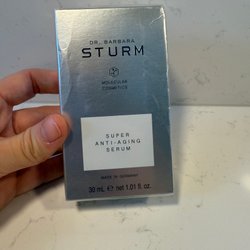 DR. BARBARA
STURM
MOLECULAR
COSMETICS
SUPER
ANTI-AGING
SERUM
MADE IN GERMANY
30 mL ℮ net 1.01 fl. oz.